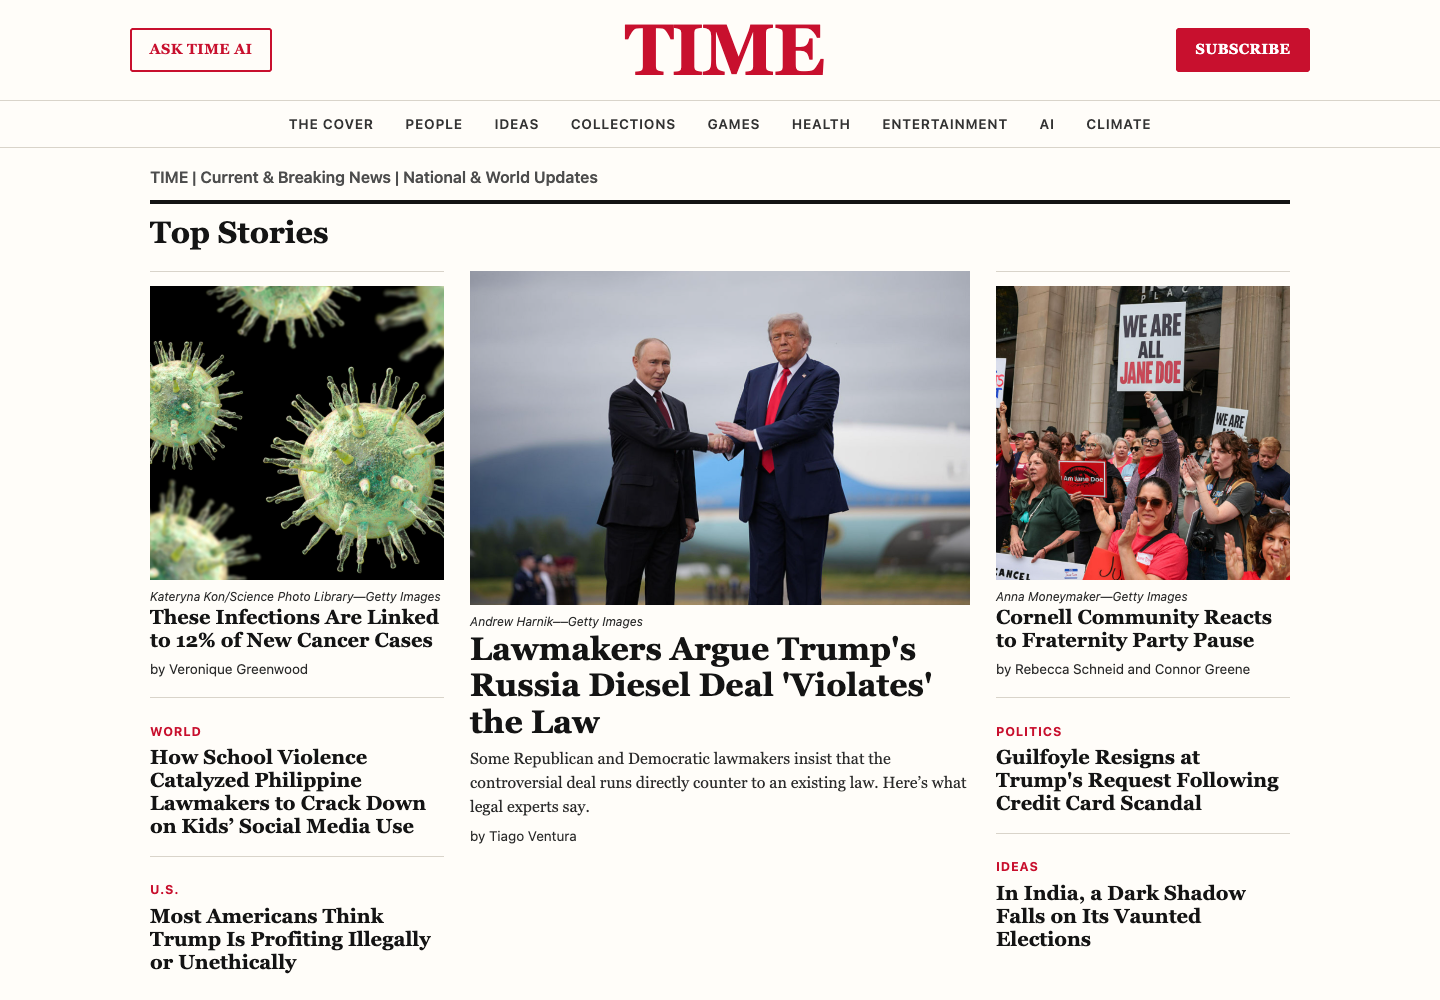 ASK TIME AI
TIME
SUBSCRIBE
THE COVER
PEOPLE
IDEAS
COLLECTIONS
GAMES
HEALTH
ENTERTAINMENT
AI
CLIMATE
TIME | Current & Breaking News | National & World Updates
Top Stories
Kateryna Kon/Science Photo Library—Getty Images
These Infections Are Linked
to 12% of New Cancer Cases
by Veronique Greenwood
WORLD
How School Violence
Catalyzed Philippine
Lawmakers to Crack Down
on Kids’ Social Media Use
U.S.
Most Americans Think
Trump Is Profiting Illegally
or Unethically
Andrew Harnik—Getty Images
Lawmakers Argue Trump's
Russia Diesel Deal 'Violates'
the Law
Some Republican and Democratic lawmakers insist that the
controversial deal runs directly counter to an existing law. Here’s what
legal experts say.
by Tiago Ventura
PLACE
WE ARE
ALL
JANE DOE
WE ARE
I am Jane Doe
CANCEL
Anna Moneymaker—Getty Images
Cornell Community Reacts
to Fraternity Party Pause
by Rebecca Schneid and Connor Greene
POLITICS
Guilfoyle Resigns at
Trump's Request Following
Credit Card Scandal
IDEAS
In India, a Dark Shadow
Falls on Its Vaunted
Elections